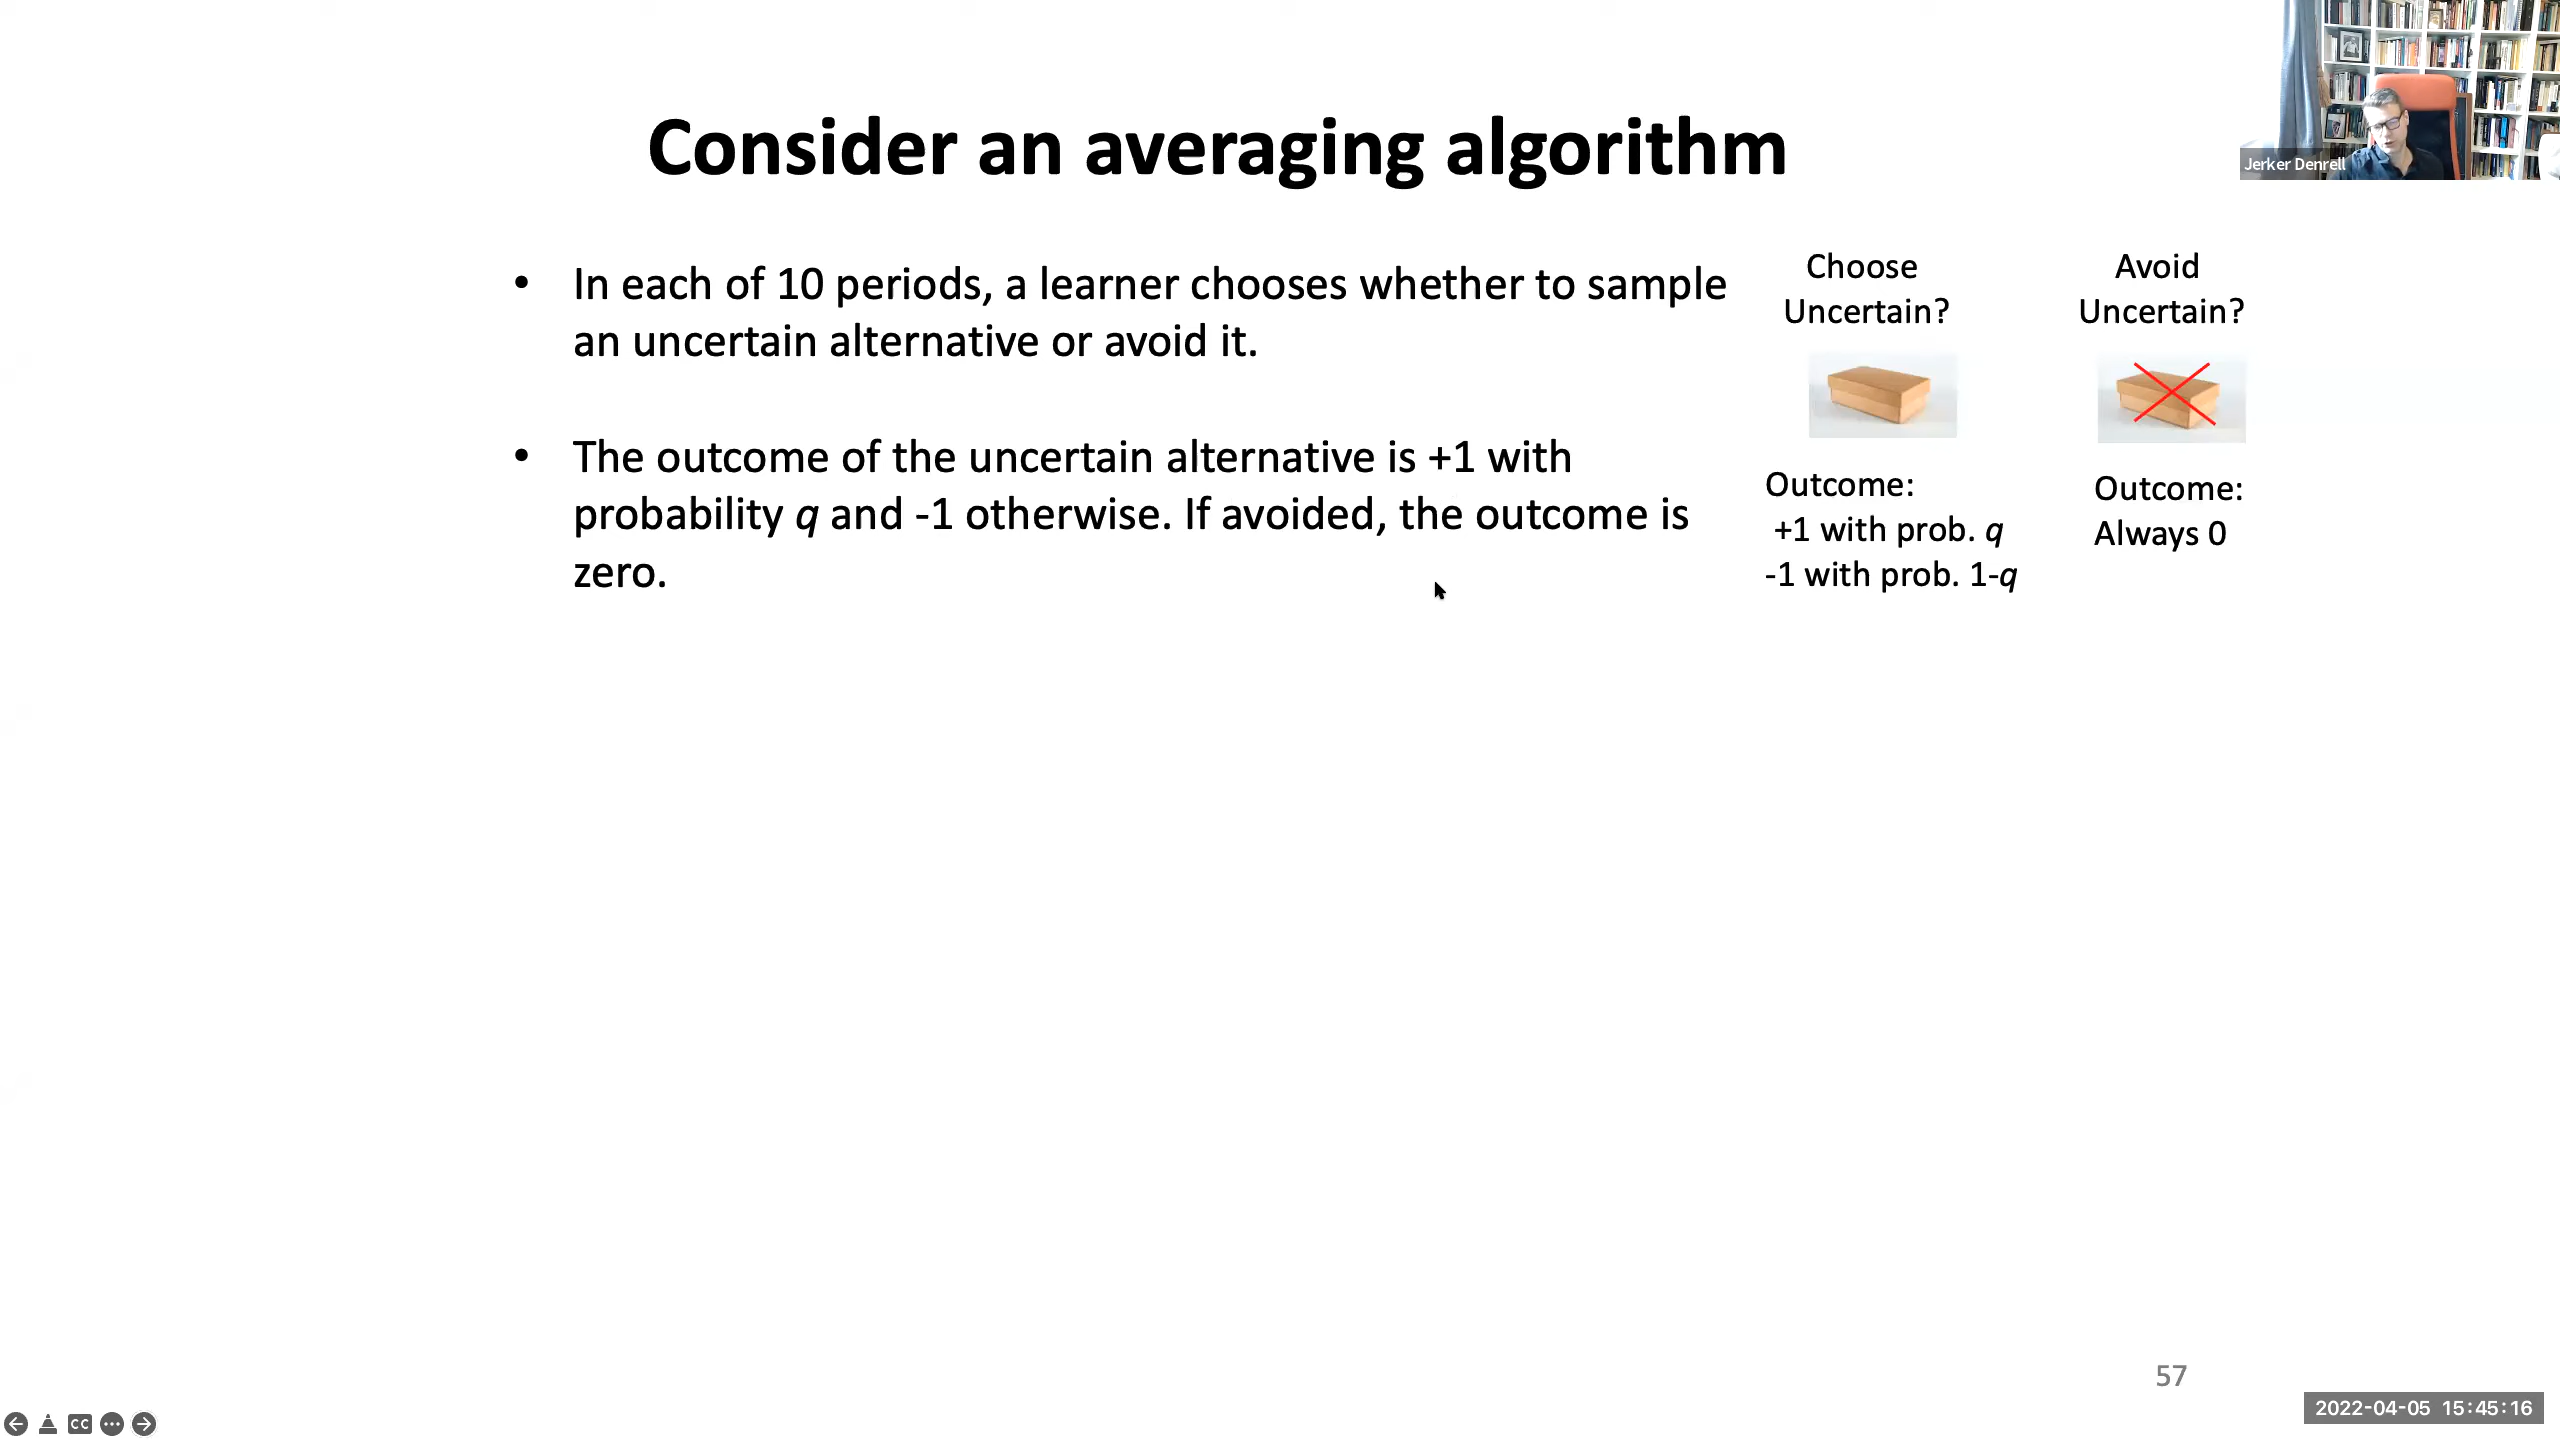 Consider an averaging algorithm
Jerker Denrell
• In each of 10 periods, a learner chooses whether to sample
an uncertain alternative or avoid it.
• The outcome of the uncertain alternative is +1 with
probability q and -1 otherwise. If avoided, the outcome is
zero.
Choose
Uncertain?
Outcome:
+1 with prob. q
-1 with prob. 1-q
Avoid
Uncertain?
Outcome:
Always 0
57
CC
2022-04-05 15:45:16